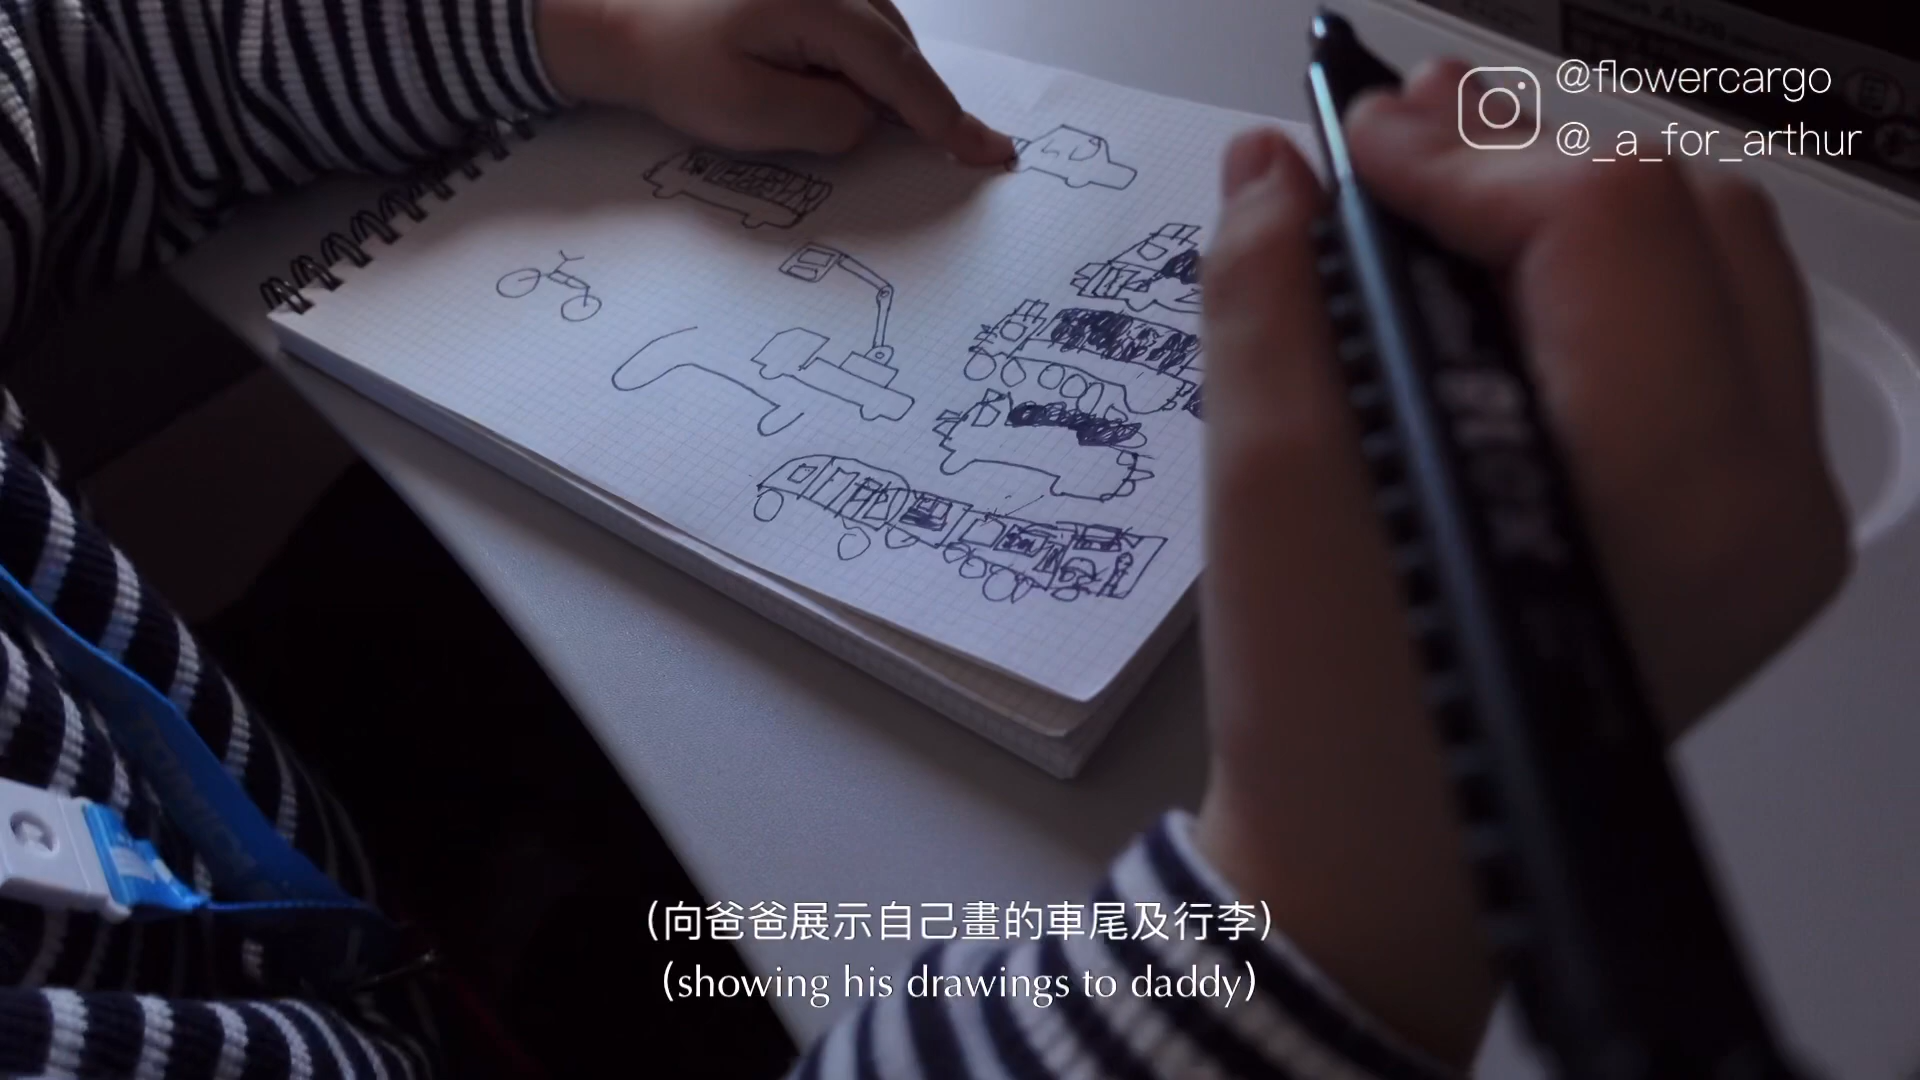 @flowercargo
@_a_for_arthur
(向爸爸展示自己畫的車尾及行李)
(showing his drawings to daddy)